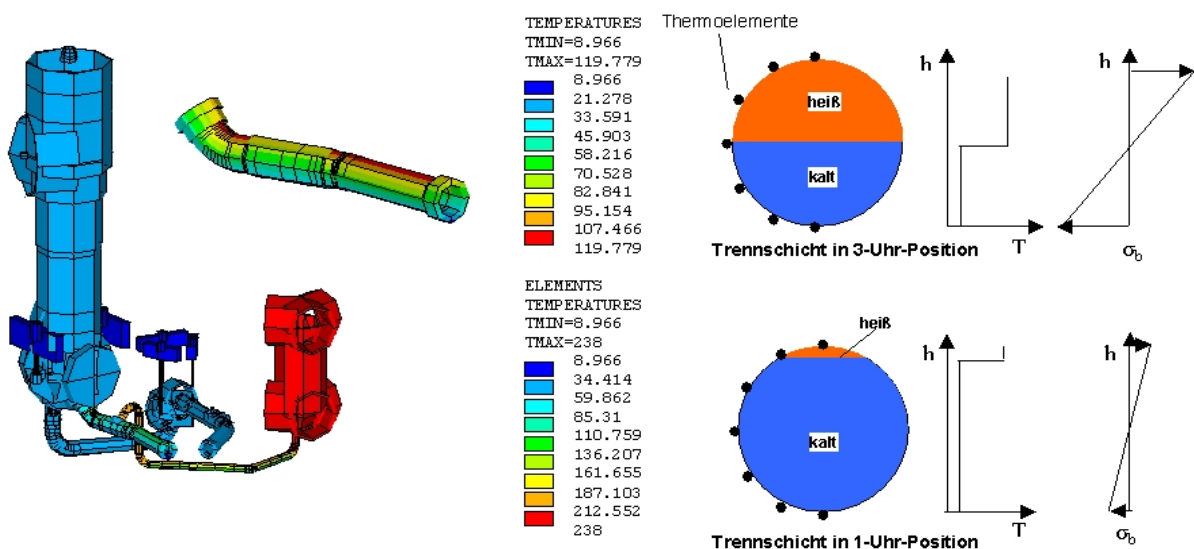 TEMPERATURES
TMIN=8.966
TMAX=119.779
8.966
21.278
33.591
45.903
58.216
70.528
82.841
95.154
107.466
119.779
Thermoelemente
heiß
kalt
h
T
h
σb
Trennschicht in 3-Uhr-Position
ELEMENTS
TEMPERATURES
TMIN=8.966
TMAX=238
8.966
34.414
59.862
85.31
110.759
136.207
161.655
187.103
212.552
238
heiß
kalt
h
T
h
σb
Trennschicht in 1-Uhr-Position